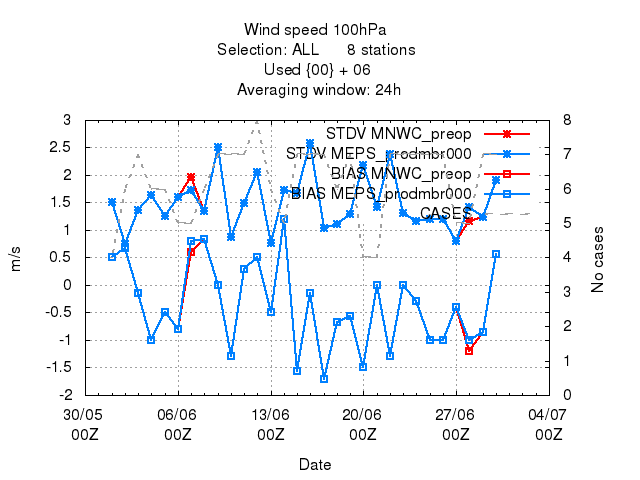 Wind speed 100hPa
Selection: ALL 8 stations
Used {00} + 06
Averaging window: 24h
STDV MNWC_preop
STDV MEPS_prodmbr000
BIAS MNWC_preop
BIAS MEPS_prodmbr000
CASES
m/s
3
2.5
2
1.5
1
0.5
0
-0.5
-1
-1.5
-2
No cases
8
7
6
5
4
3
2
1
0
30/05 06/06 13/06 20/06 27/06 04/07
00Z 00Z 00Z 00Z 00Z 00Z
Date